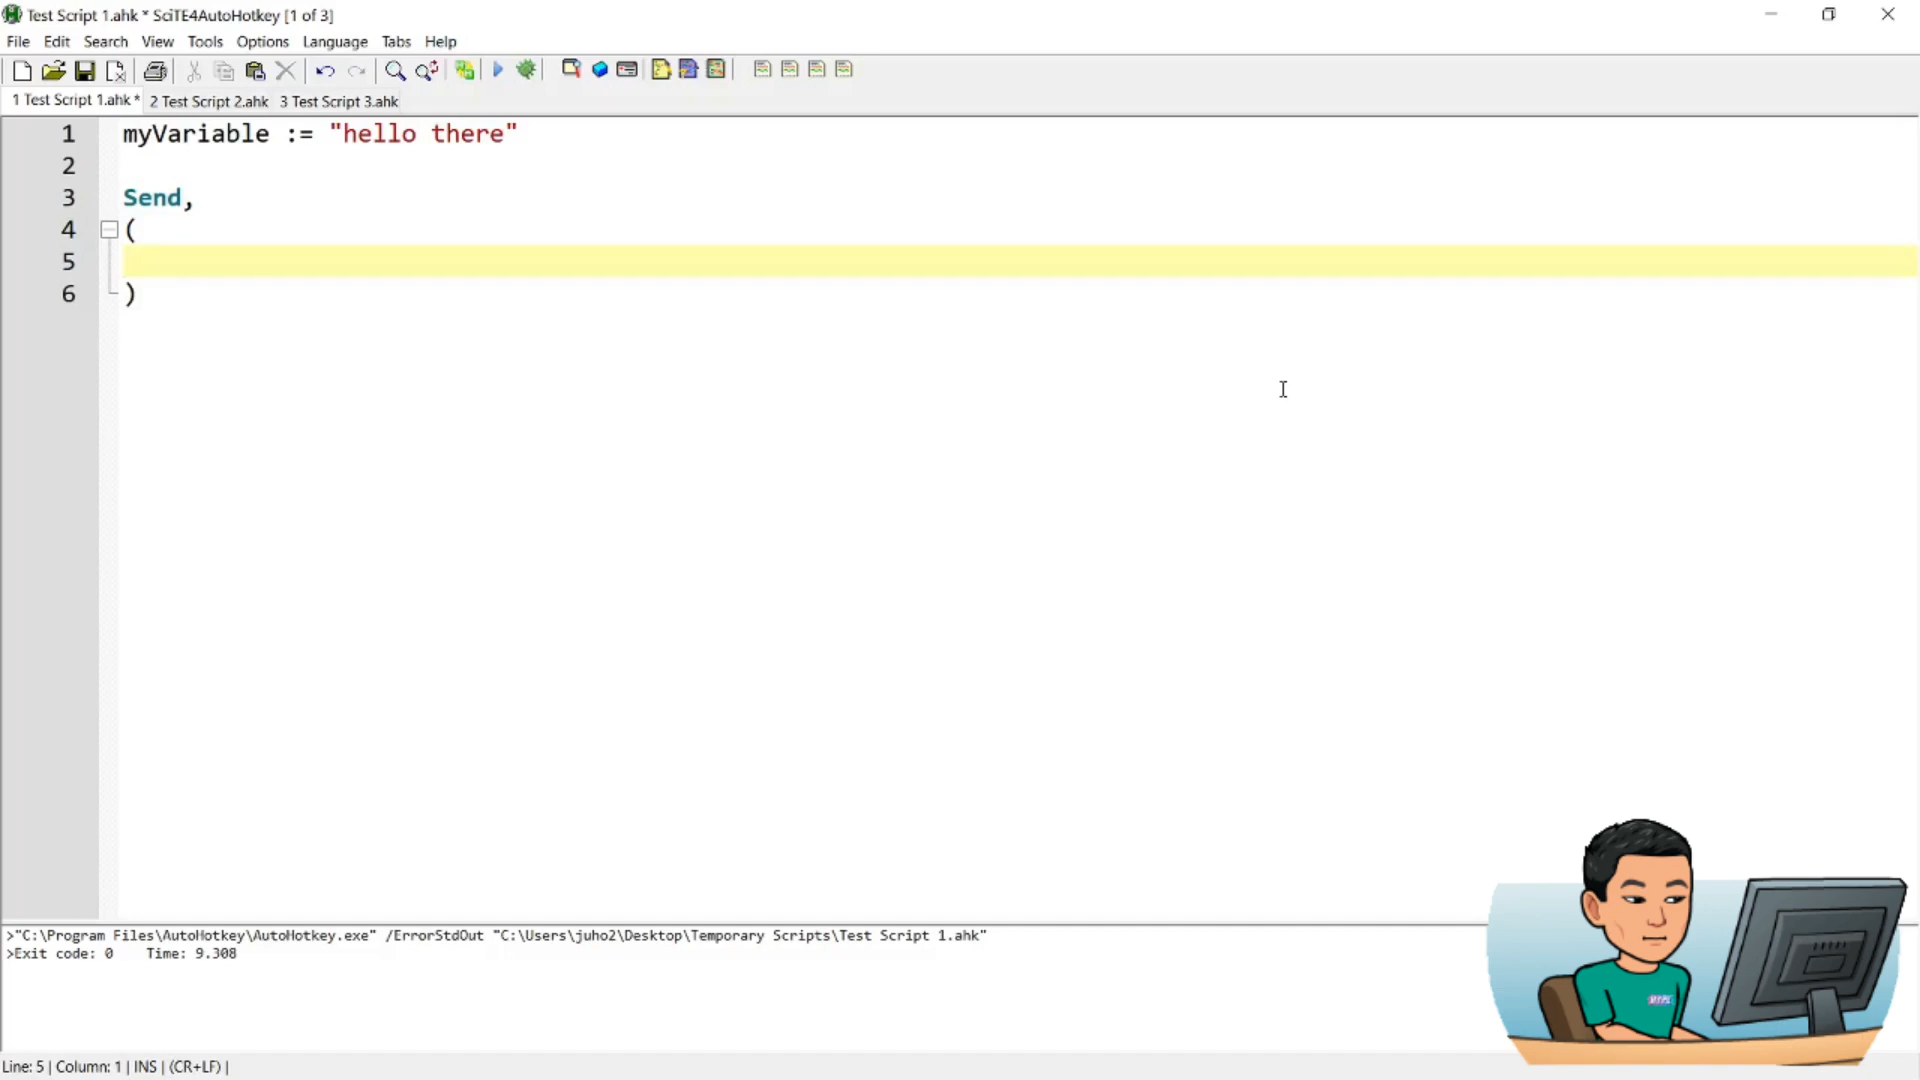 Test Script 1.ahk * SciTE4AutoHotkey [1 of 3]
File Edit Search View Tools Options Language Tabs Help
1 Test Script 1.ahk * 2 Test Script 2.ahk 3 Test Script 3.ahk
1 myVariable := "hello there"
2
3 Send,
4 (
5
6 )
>"C:\Program Files\AutoHotkey\AutoHotkey.exe" /ErrorStdOut "C:\Users\juho2\Desktop\Temporary Scripts\Test Script 1.ahk"
>Exit code: 0 Time: 9.308
Line: 5 | Column: 1 | INS | (CR+LF) |